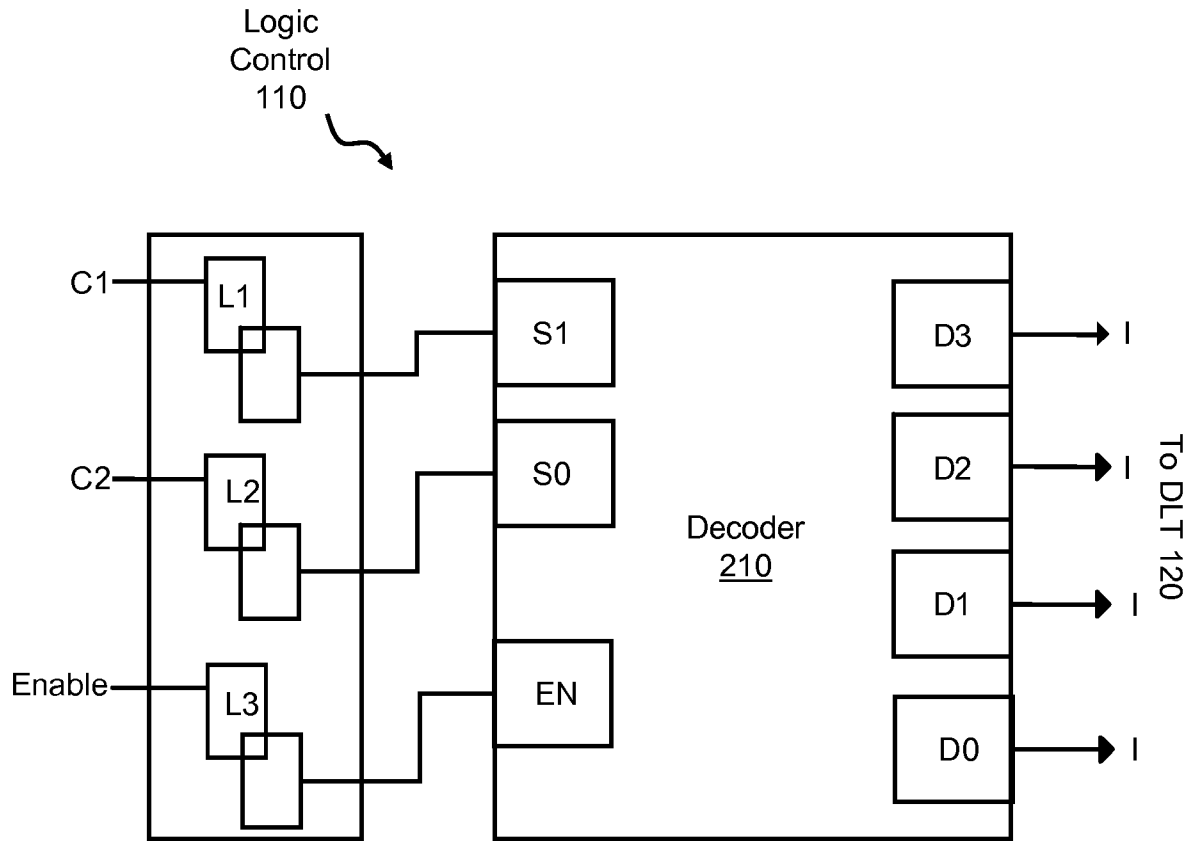 Logic
Control
110
C1
L1
S1
D3
I
C2
L2
S0
D2
I
Decoder
210
To DLT 120
D1
I
Enable
L3
EN
D0
I